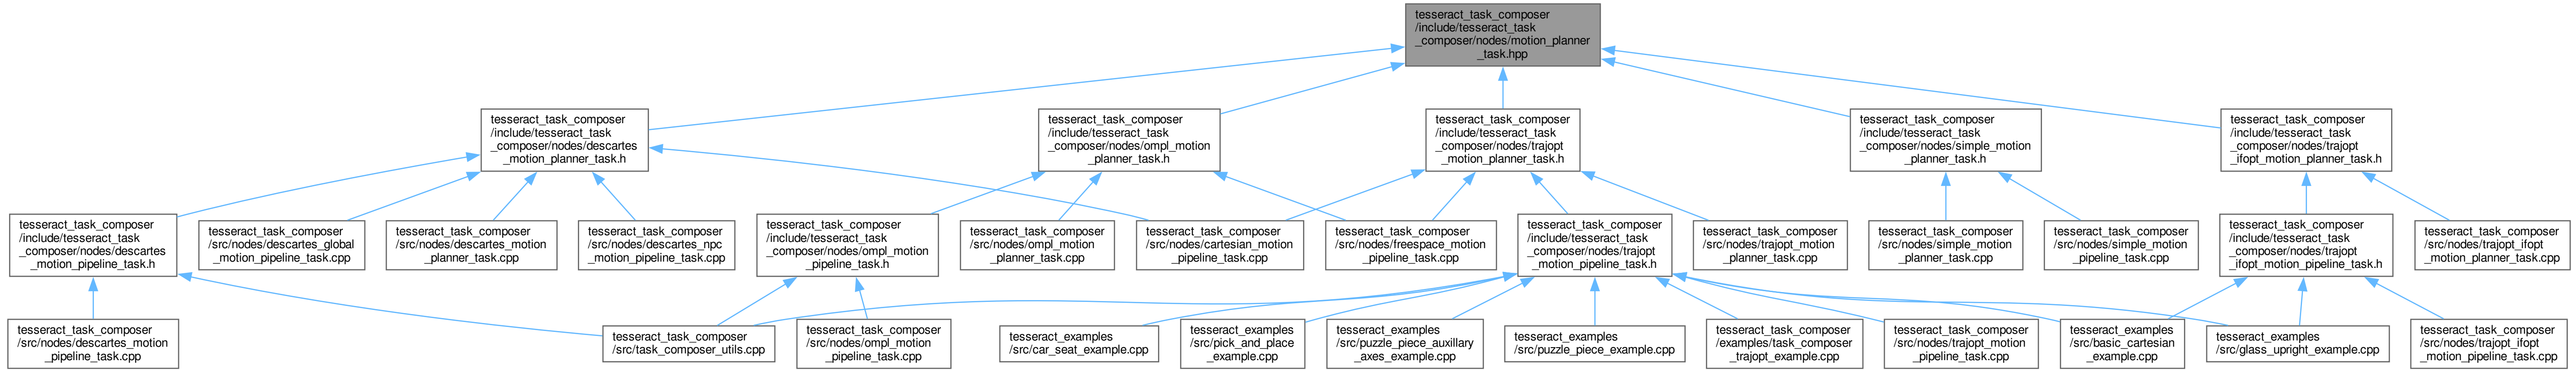 tesseract_task_composer
/include/tesseract_task
_composer/nodes/motion_planner
_task.hpp
tesseract_task_composer
/include/tesseract_task
_composer/nodes/descartes
_motion_planner_task.h
tesseract_task_composer
/include/tesseract_task
_composer/nodes/ompl_motion
_planner_task.h
tesseract_task_composer
/include/tesseract_task
_composer/nodes/trajopt
_motion_planner_task.h
tesseract_task_composer
/include/tesseract_task
_composer/nodes/simple_motion
_planner_task.h
tesseract_task_composer
/include/tesseract_task
_composer/nodes/trajopt
_ifopt_motion_planner_task.h
tesseract_task_composer
/include/tesseract_task
_composer/nodes/descartes
_motion_pipeline_task.h
tesseract_task_composer
/src/nodes/descartes_global
_motion_pipeline_task.cpp
tesseract_task_composer
/src/nodes/descartes_motion
_planner_task.cpp
tesseract_task_composer
/src/nodes/descartes_npc
_motion_pipeline_task.cpp
tesseract_task_composer
/include/tesseract_task
_composer/nodes/ompl_motion
_pipeline_task.h
tesseract_task_composer
/src/nodes/ompl_motion
_planner_task.cpp
tesseract_task_composer
/src/nodes/cartesian_motion
_pipeline_task.cpp
tesseract_task_composer
/src/nodes/freespace_motion
_pipeline_task.cpp
tesseract_task_composer
/include/tesseract_task
_composer/nodes/trajopt
_motion_pipeline_task.h
tesseract_task_composer
/src/nodes/trajopt_motion
_planner_task.cpp
tesseract_task_composer
/src/nodes/simple_motion
_planner_task.cpp
tesseract_task_composer
/src/nodes/simple_motion
_pipeline_task.cpp
tesseract_task_composer
/include/tesseract_task
_composer/nodes/trajopt
_ifopt_motion_pipeline_task.h
tesseract_task_composer
/src/nodes/trajopt_ifopt
_motion_planner_task.cpp
tesseract_task_composer
/src/nodes/descartes_motion
_pipeline_task.cpp
tesseract_task_composer
/src/task_composer_utils.cpp
tesseract_task_composer
/src/nodes/ompl_motion
_pipeline_task.cpp
tesseract_examples
/src/car_seat_example.cpp
tesseract_examples
/src/pick_and_place
_example.cpp
tesseract_examples
/src/puzzle_piece_auxillary
_axes_example.cpp
tesseract_examples
/src/puzzle_piece_example.cpp
tesseract_task_composer
/examples/task_composer
_trajopt_example.cpp
tesseract_task_composer
/src/nodes/trajopt_motion
_pipeline_task.cpp
tesseract_examples
/src/basic_cartesian
_example.cpp
tesseract_examples
/src/glass_upright_example.cpp
tesseract_task_composer
/src/nodes/trajopt_ifopt
_motion_pipeline_task.cpp